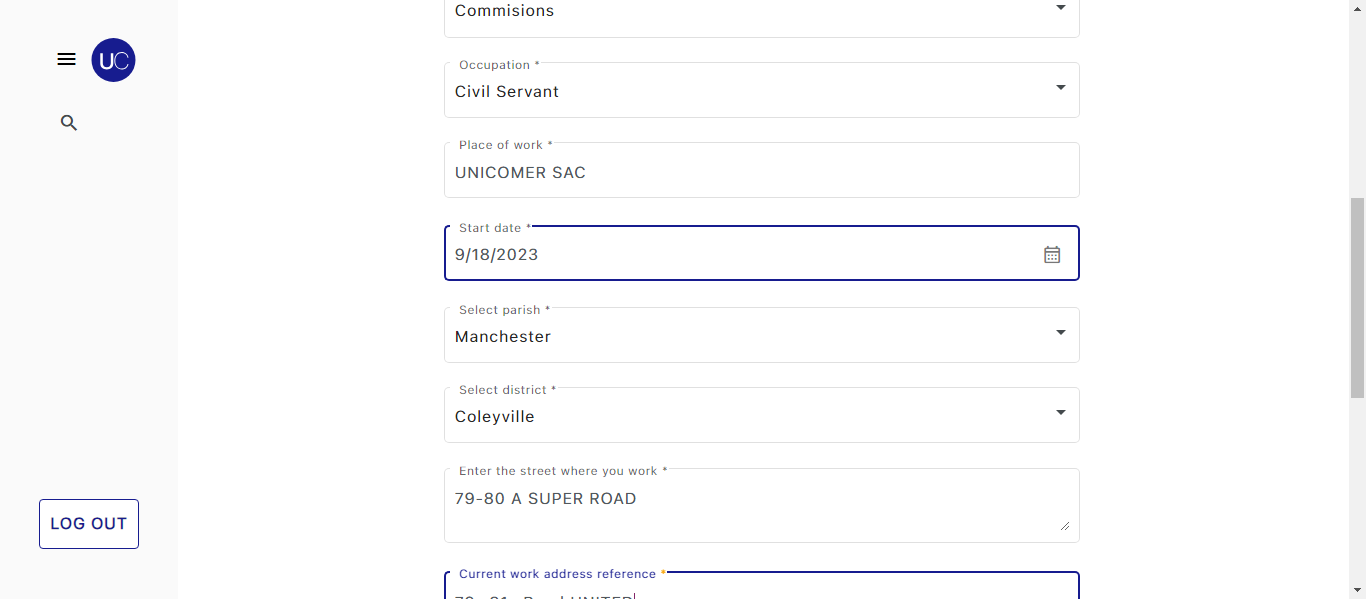 Commisions
UC
Occupation *
Civil Servant
Place of work *
UNICOMER SAC
Start date *
9/18/2023
Select parish *
Manchester
Select district *
Coleyville
Enter the street where you work *
79-80 A SUPER ROAD
LOG OUT
Current work address reference *